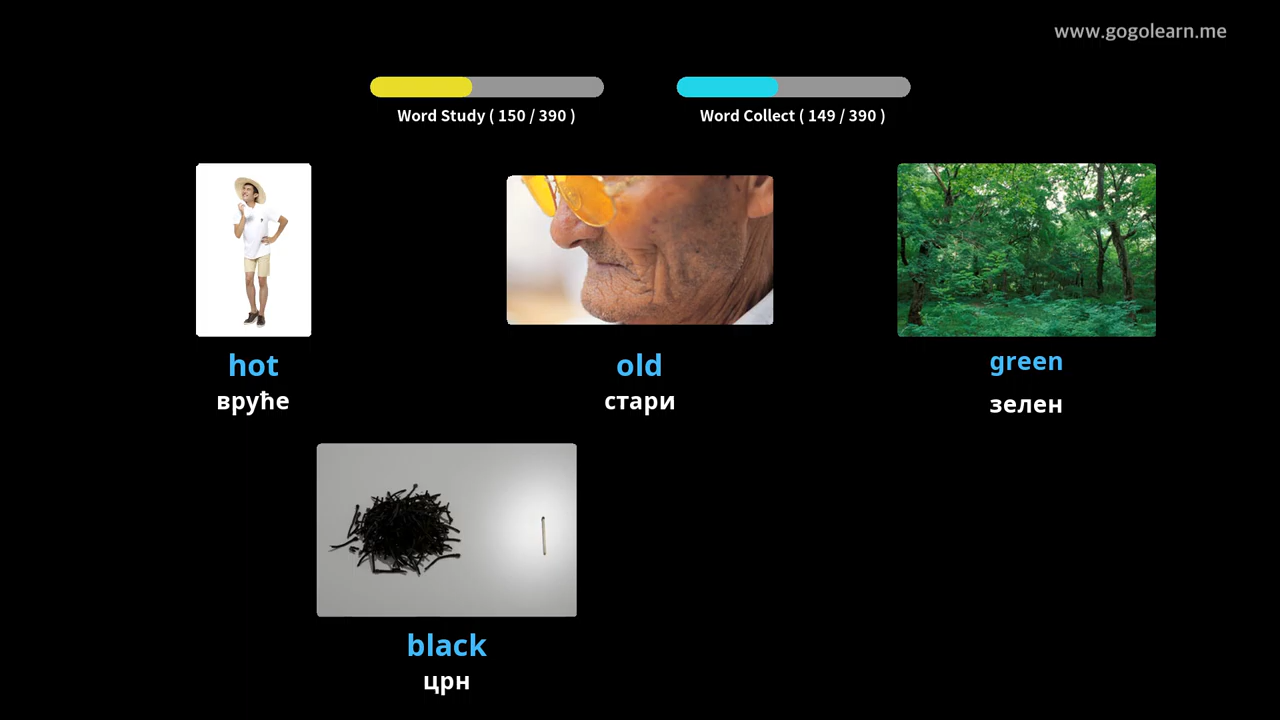 www.gogolearn.me
Word Study ( 150 / 390 )
Word Collect ( 149 / 390 )
hot
вруће
old
стари
green
зелен
black
црн